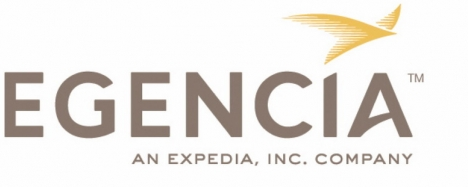 EGENCIA™
AN EXPEDIA, INC. COMPANY